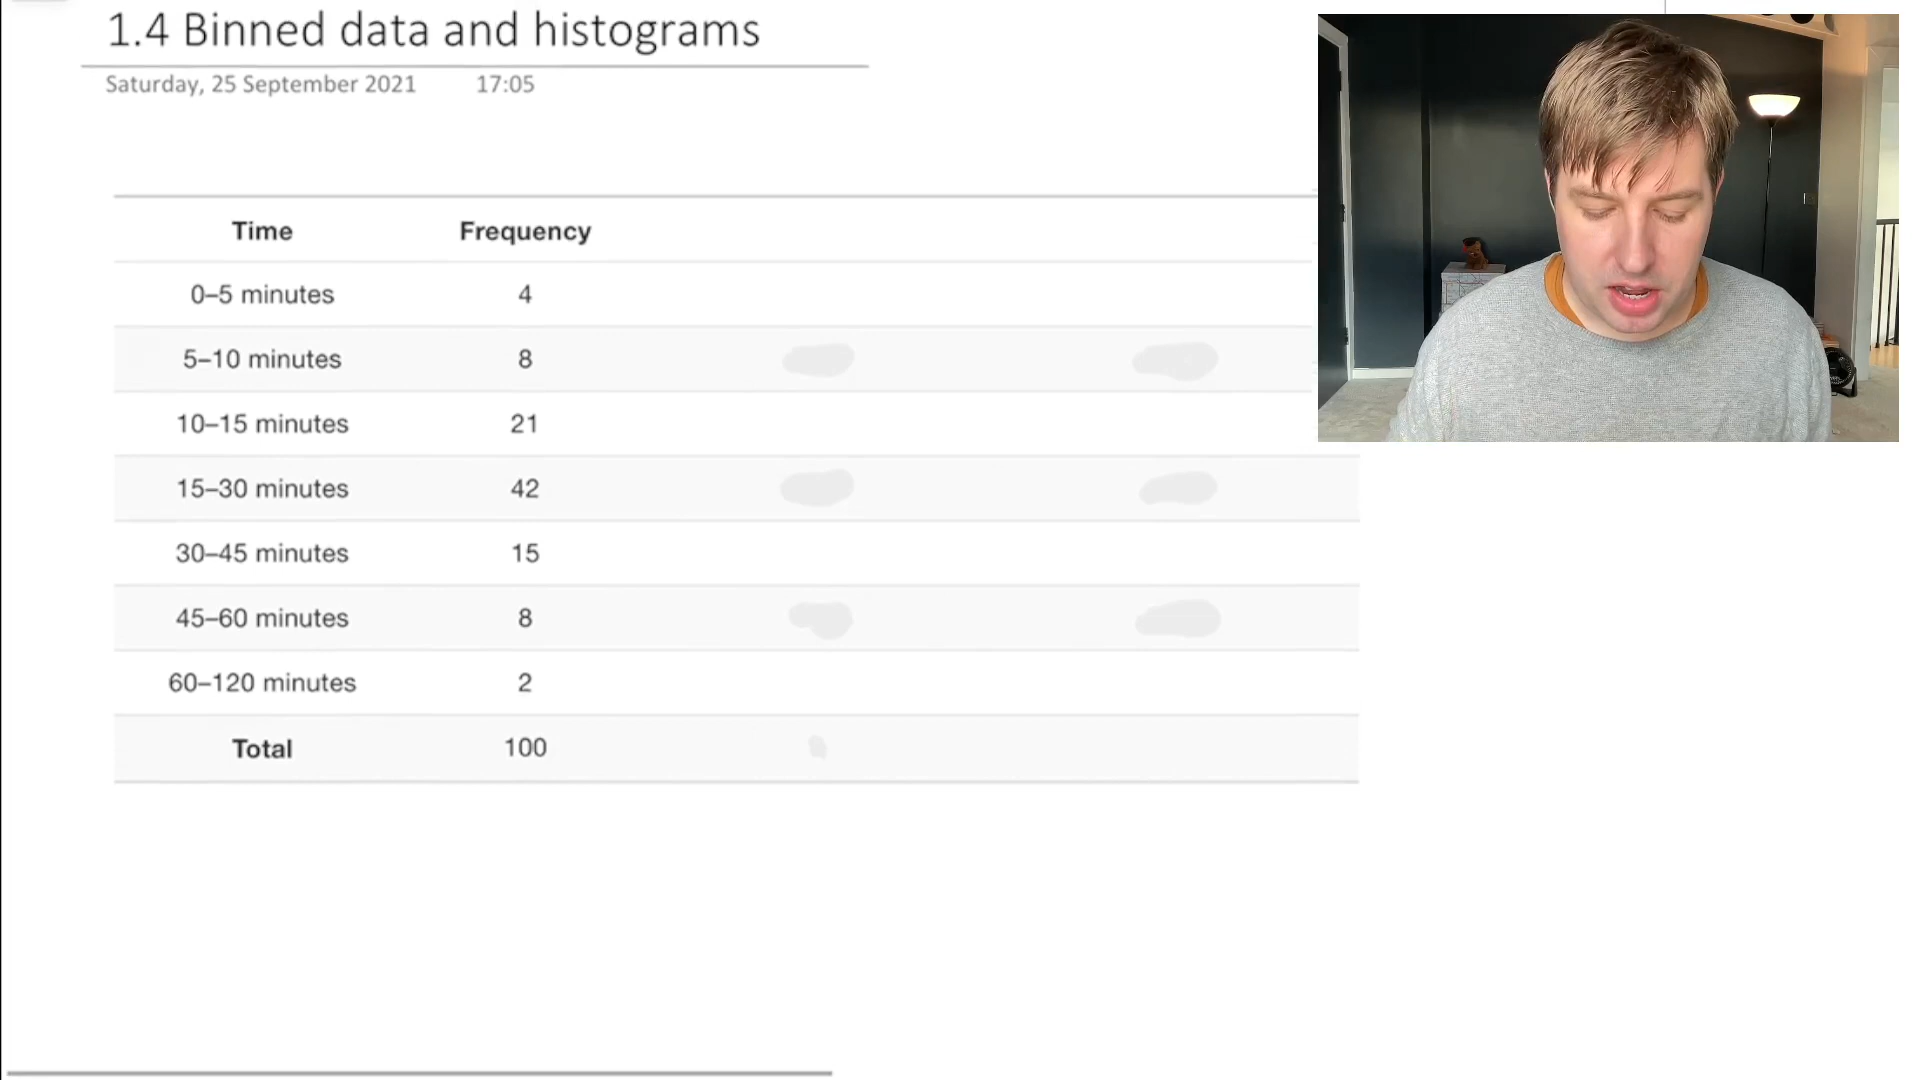 1.4 Binned data and histograms
Saturday, 25 September 2021 17:05
Time Frequency
0–5 minutes 4
5–10 minutes 8
10–15 minutes 21
15–30 minutes 42
30–45 minutes 15
45–60 minutes 8
60–120 minutes 2
Total 100